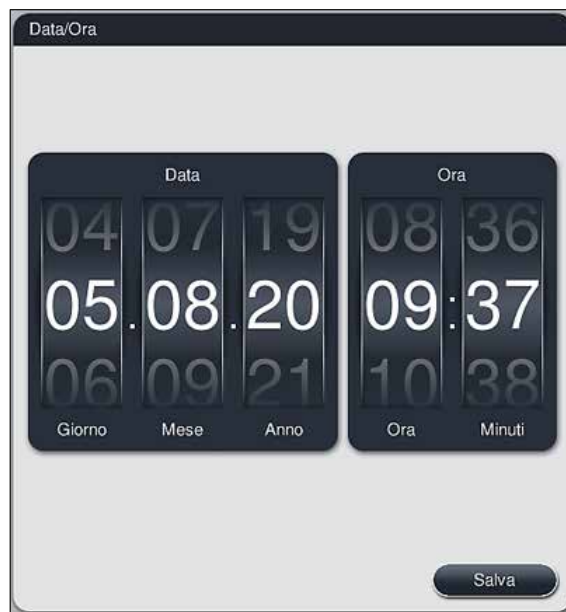 Data/Ora
Data
Ora
04 07 19 08 36
05.08.20 09:37
06 09 21 10 38
Giorno Mese Anno Ora Minuti
Salva